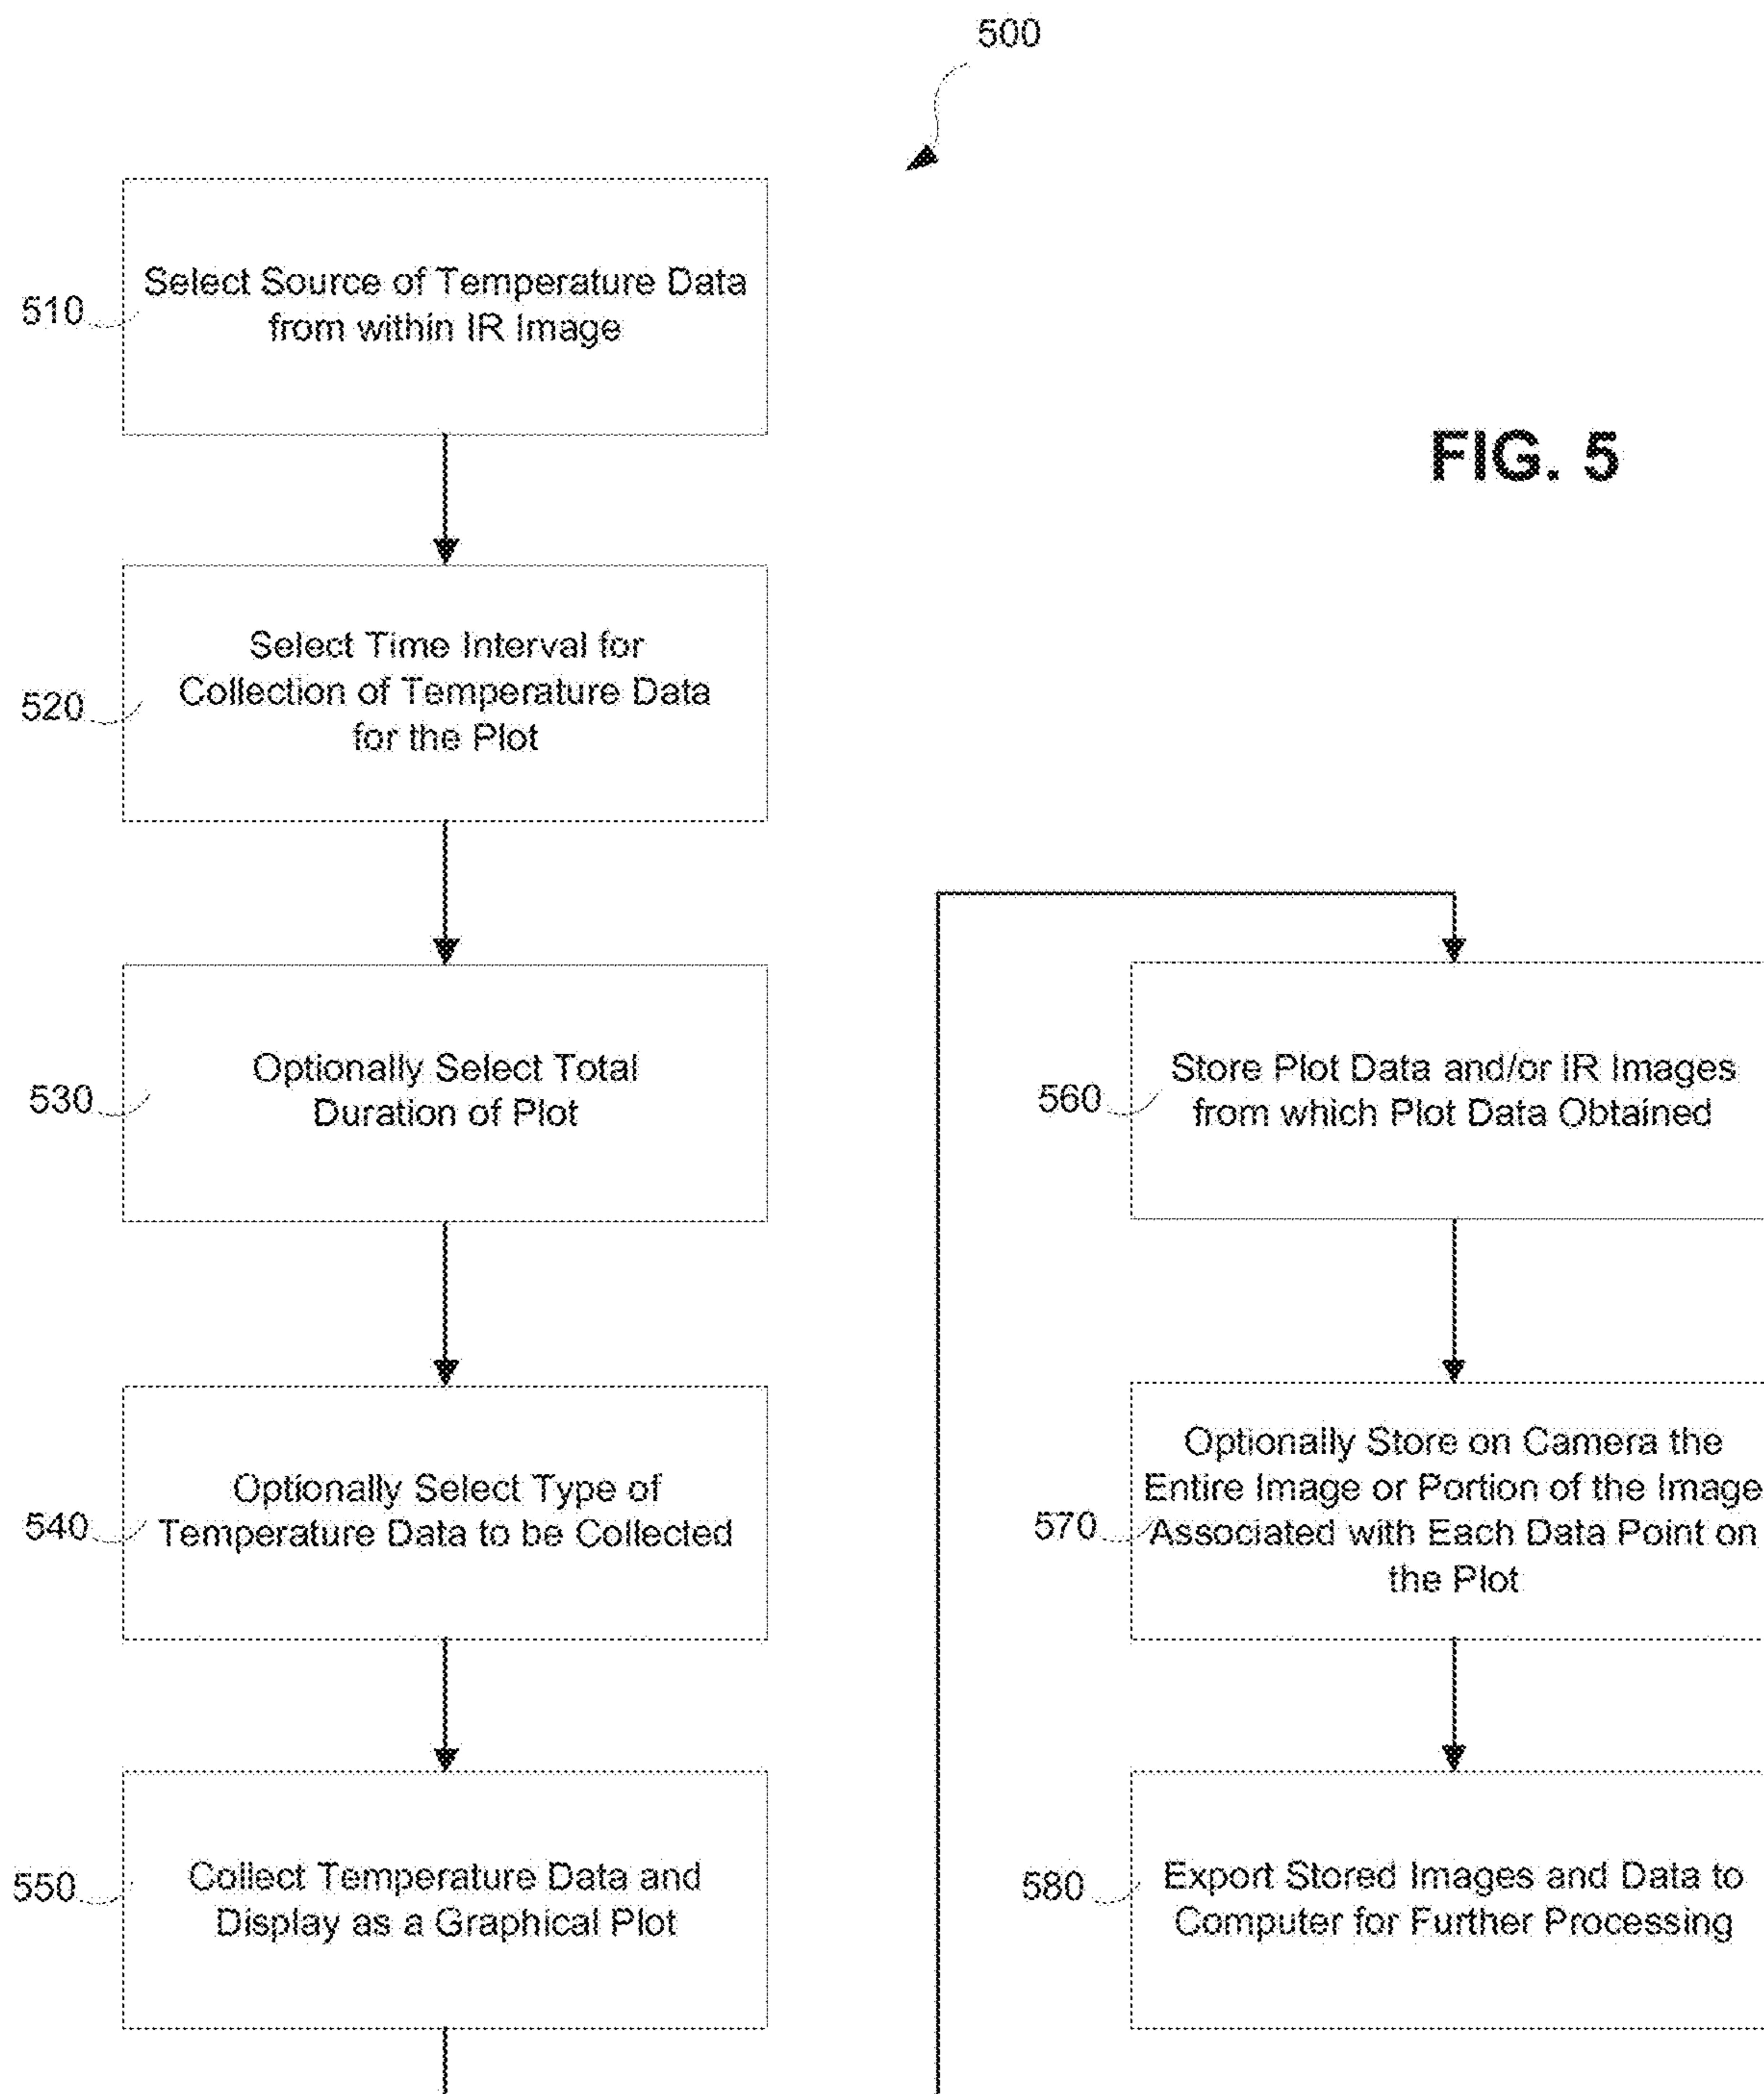 500
FIG. 5
510
Select Source of Temperature Data
from within IR Image
520
Select Time Interval for
Collection of Temperature Data
for the Plot
530
Optionally Select Total
Duration of Plot
540
Optionally Select Type of
Temperature Data to be Collected
550
Collect Temperature Data and
Display as a Graphical Plot
560
Store Plot Data and/or IR Images
from which Plot Data Obtained
570
Optionally Store on Camera the
Entire Image or Portion of the Image
Associated with Each Data Point on
the Plot
580
Export Stored Images and Data to
Computer for Further Processing